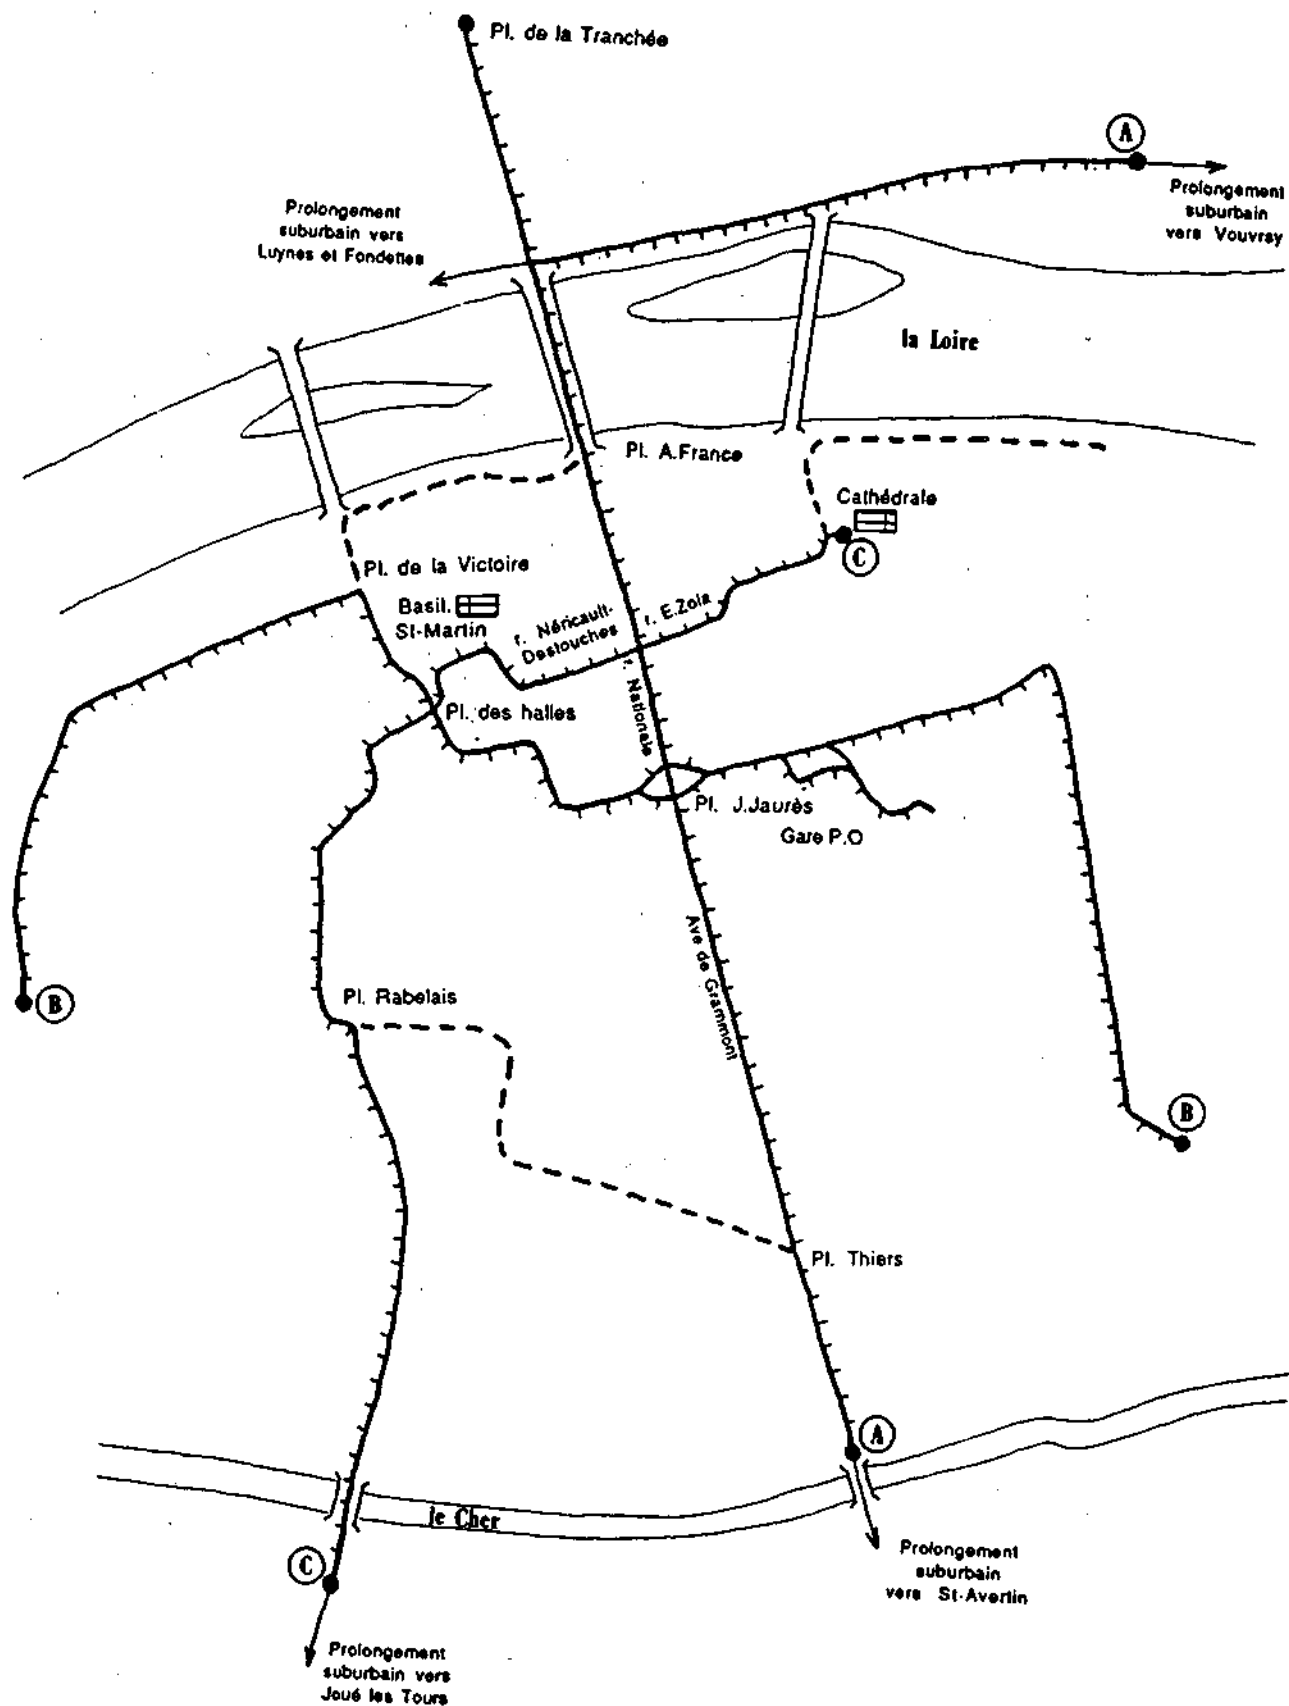 Pl. de la Tranchée
A
Prolongement
suburbain
vers Vouvray
Prolongement
suburbain vers
Luynes et Fondettes
la Loire
Pl. A.France
Cathédrale
C
Pl. de la Victoire
Basil.
St-Martin
r. Néricault-
Destouches
r. E.Zola
r. Nationale
Pl. des halles
Pl. J.Jaurès
Gare P.O
Ave de Grammont
B
Pl. Rabelais
B
Pl. Thiers
A
le Cher
C
Prolongement
suburbain
vers St-Avertin
Prolongement
suburbain vers
Joué les Tours